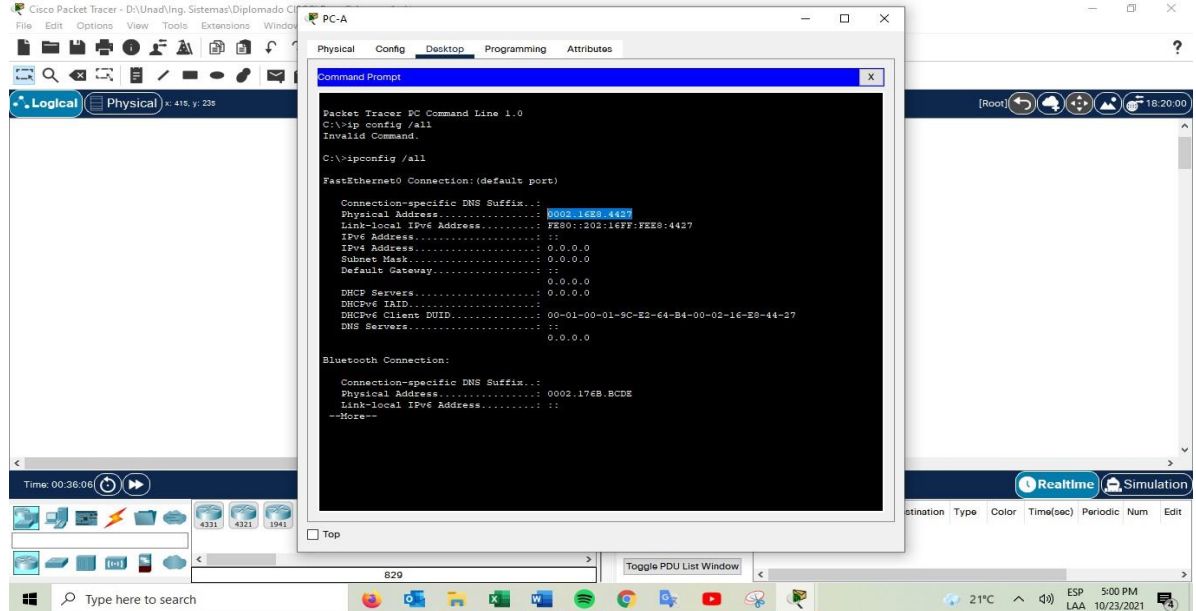 Cisco Packet Tracer - D:\Unad\Ing. Sistemas\Diplomado
File Edit Options View Tools Extensions
PC-A
Physical Config Desktop Programming Attributes
Command Prompt
X
Logical
Physical
x: 415, y: 235
[Root]
18:20:00
Packet Tracer PC Command Line 1.0
C:\>ip config /all
Invalid Command.
C:\>ipconfig /all
FastEthernet0 Connection:(default port)
Connection-specific DNS Suffix..:
Physical Address................: 0002.16E8.4427
Link-local IPv6 Address.........: FE80::202:16FF:FEE8:4427
IPv6 Address....................: ::
IPv4 Address....................: 0.0.0.0
Subnet Mask.....................: 0.0.0.0
Default Gateway.................: ::
0.0.0.0
DHCP Servers....................: 0.0.0.0
DHCPv6 IAID.....................:
DHCPv6 Client DUID..............: 00-01-00-01-9C-E2-64-B4-00-02-16-E8-44-27
DNS Servers.....................: ::
0.0.0.0
Bluetooth Connection:
Connection-specific DNS Suffix..:
Physical Address................: 0002.176B.BCDE
Link-local IPv6 Address.........: ::
--More--
Top
Time: 00:36:06
Realtime
Simulation
4331 4321 1941
Type Color Time(sec) Periodic Num Edit
829
Toggle PDU List Window
Type here to search
21°C
ESP
LAA
5:00 PM
10/23/2021